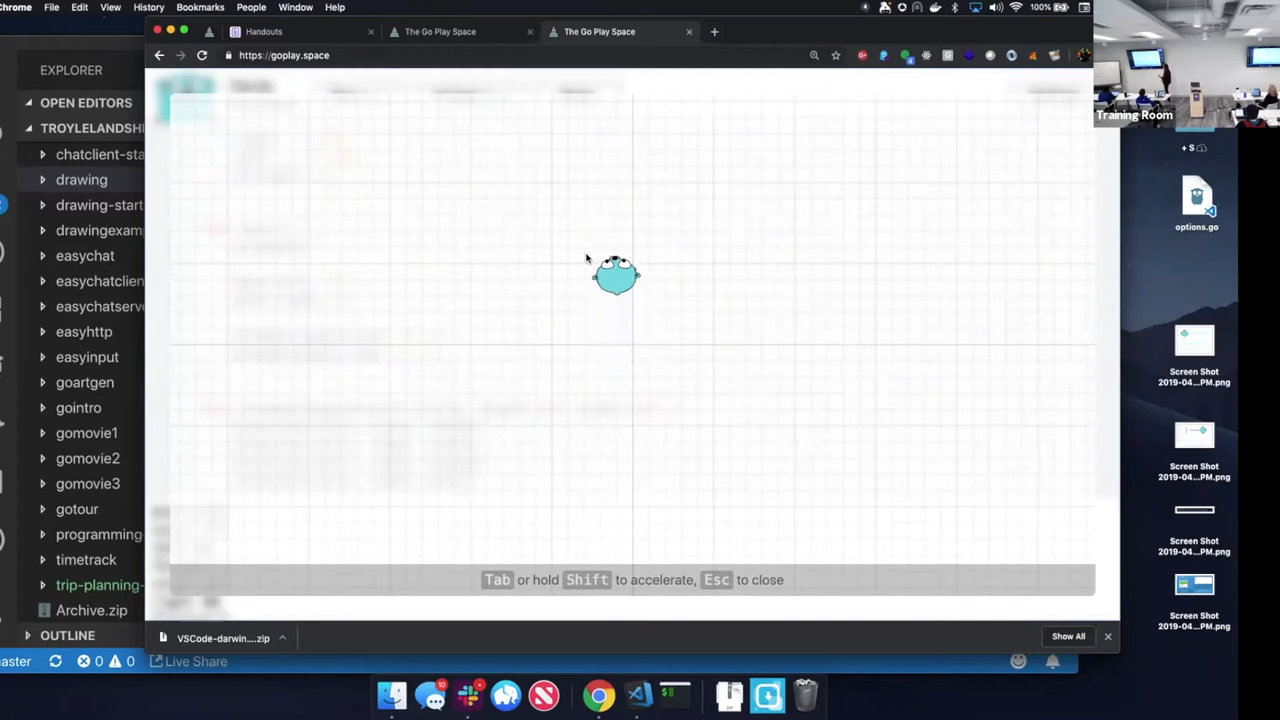 Chrome File Edit View History Bookmarks People Window Help
100%
Handouts
The Go Play Space
The Go Play Space
https://goplay.space
Training Room
EXPLORER
OPEN EDITORS
TROYLELANDSH
chatclient-sta
drawing
drawing-start
drawingexam
easychat
easychatclien
easychatserv
easyhttp
easyinput
goartgen
gointro
gomovie1
gomovie2
gomovie3
gotour
programming-
timetrack
trip-planning-
Archive.zip
OUTLINE
Tab or hold Shift to accelerate, Esc to close
VSCode-darwin....zip
Show All
master
0 0
Live Share
+ S
options.go
Screen Shot
2019-04...PM.png
Screen Shot
2019-04...PM.png
Screen Shot
2019-04...PM.png
Screen Shot
2019-04...PM.png
10
ZIP